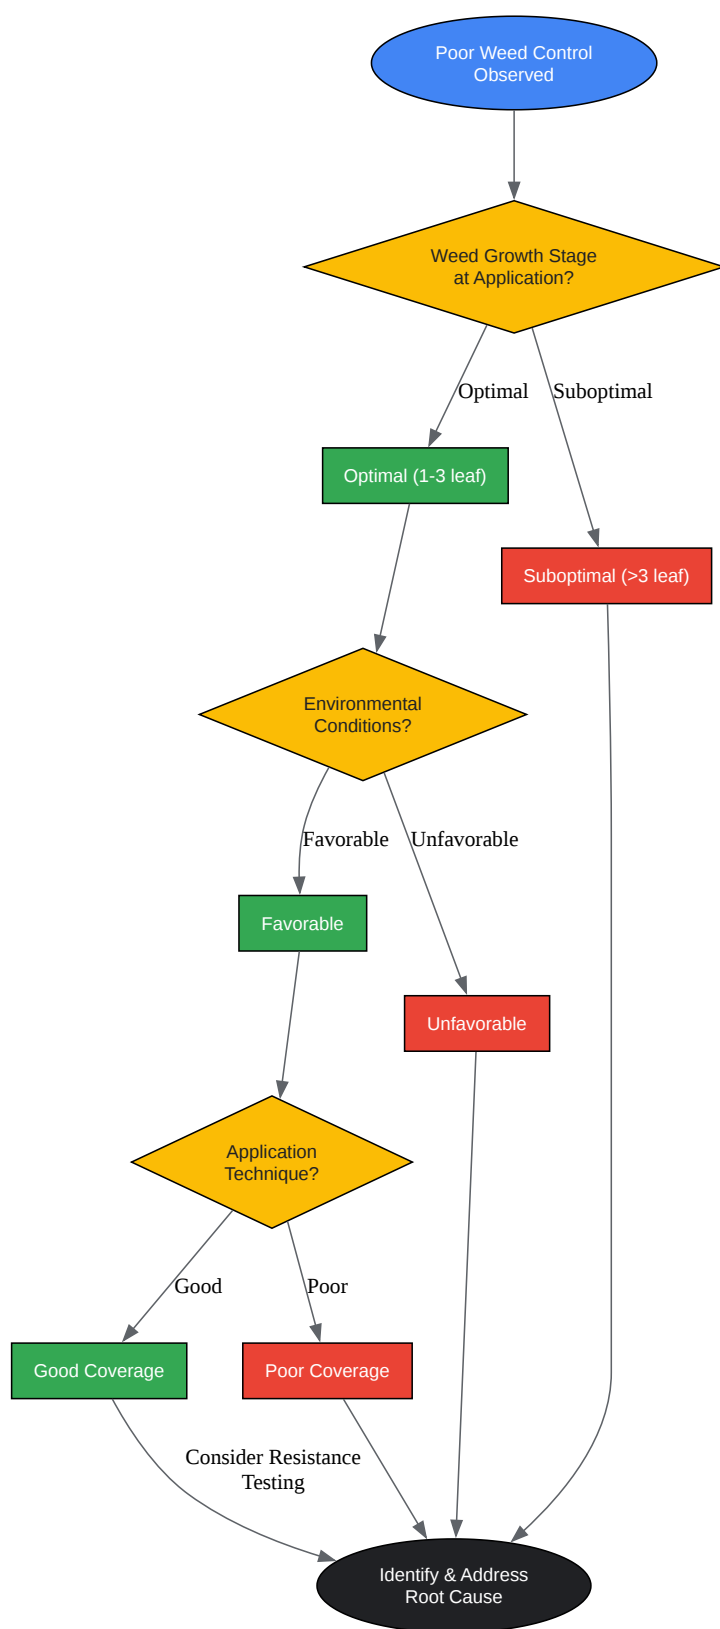 Poor Weed Control
Observed
Weed Growth Stage
at Application?
Optimal
Suboptimal
Optimal (1-3 leaf)
Suboptimal (>3 leaf)
Environmental
Conditions?
Favorable
Unfavorable
Favorable
Unfavorable
Application
Technique?
Good
Poor
Good Coverage
Poor Coverage
Consider Resistance
Testing
Identify & Address
Root Cause